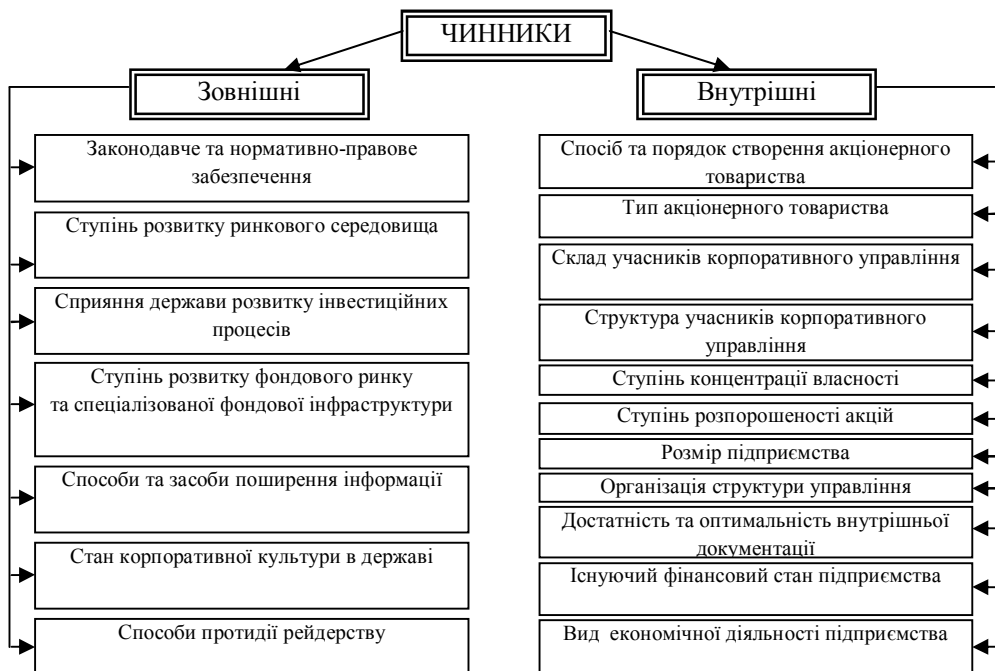 ЧИННИКИ
Зовнішні
Законодавче та нормативно-правове
забезпечення
Ступінь розвитку ринкового середовища
Сприяння держави розвитку інвестиційних
процесів
Ступінь розвитку фондового ринку
та спеціалізованої фондової інфраструктури
Способи та засоби поширення інформації
Стан корпоративної культури в державі
Способи протидії рейдерству
Внутрішні
Спосіб та порядок створення акціонерного
товариства
Тип акціонерного товариства
Склад учасників корпоративного управління
Структура учасників корпоративного
управління
Ступінь концентрації власності
Ступінь розпорошеності акцій
Розмір підприємства
Організація структури управління
Достатність та оптимальність внутрішньої
документації
Існуючий фінансовий стан підприємства
Вид економічної діяльності підприємства